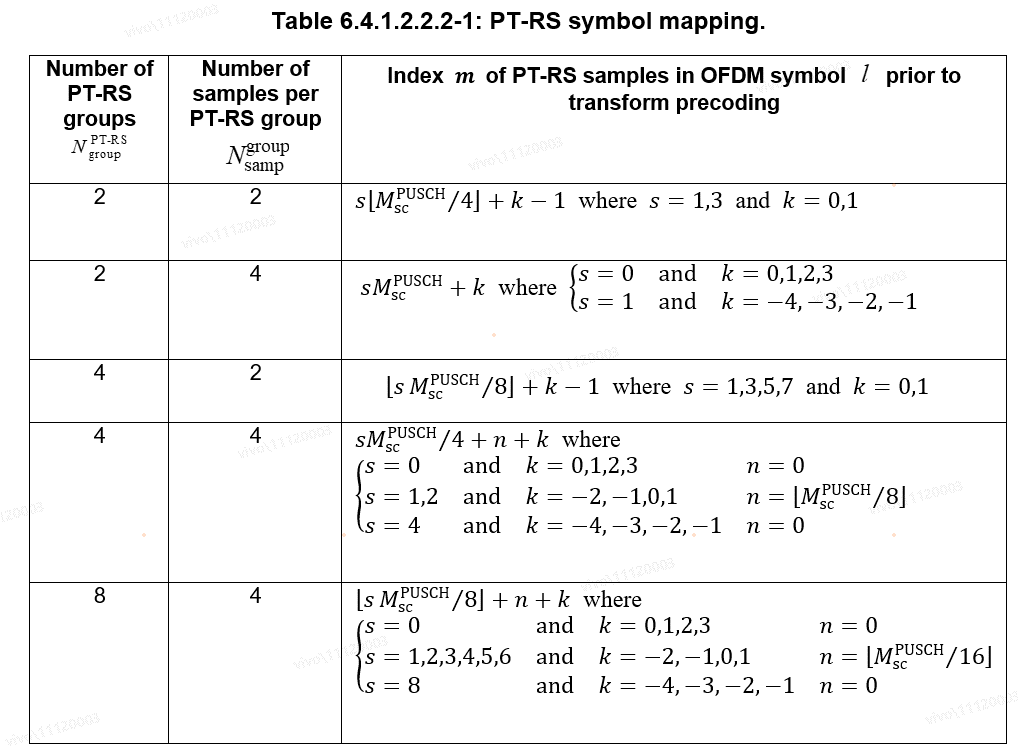 Table 6.4.1.2.2.2-1: PT-RS symbol mapping.
Number of
PT-RS
groups
N PT-RS group
Number of
samples per
PT-RS group
N group samp
Index m of PT-RS samples in OFDM symbol l prior to
transform precoding
2
2
s⌊M_sc^PUSCH/4⌋ + k − 1 where s = 1,3 and k = 0,1
2
4
sM_sc^PUSCH + k where { s = 0 and k = 0,1,2,3
s = 1 and k = −4, −3, −2, −1
4
2
⌊s M_sc^PUSCH/8⌋ + k − 1 where s = 1,3,5,7 and k = 0,1
4
4
sM_sc^PUSCH/4 + n + k where
s = 0 and k = 0,1,2,3 n = 0
s = 1,2 and k = −2, −1,0,1 n = ⌊M_sc^PUSCH/8⌋
s = 4 and k = −4, −3, −2, −1 n = 0
8
4
⌊s M_sc^PUSCH/8⌋ + n + k where
s = 0 and k = 0,1,2,3 n = 0
s = 1,2,3,4,5,6 and k = −2, −1,0,1 n = ⌊M_sc^PUSCH/16⌋
s = 8 and k = −4, −3, −2, −1 n = 0
vivo\11120003